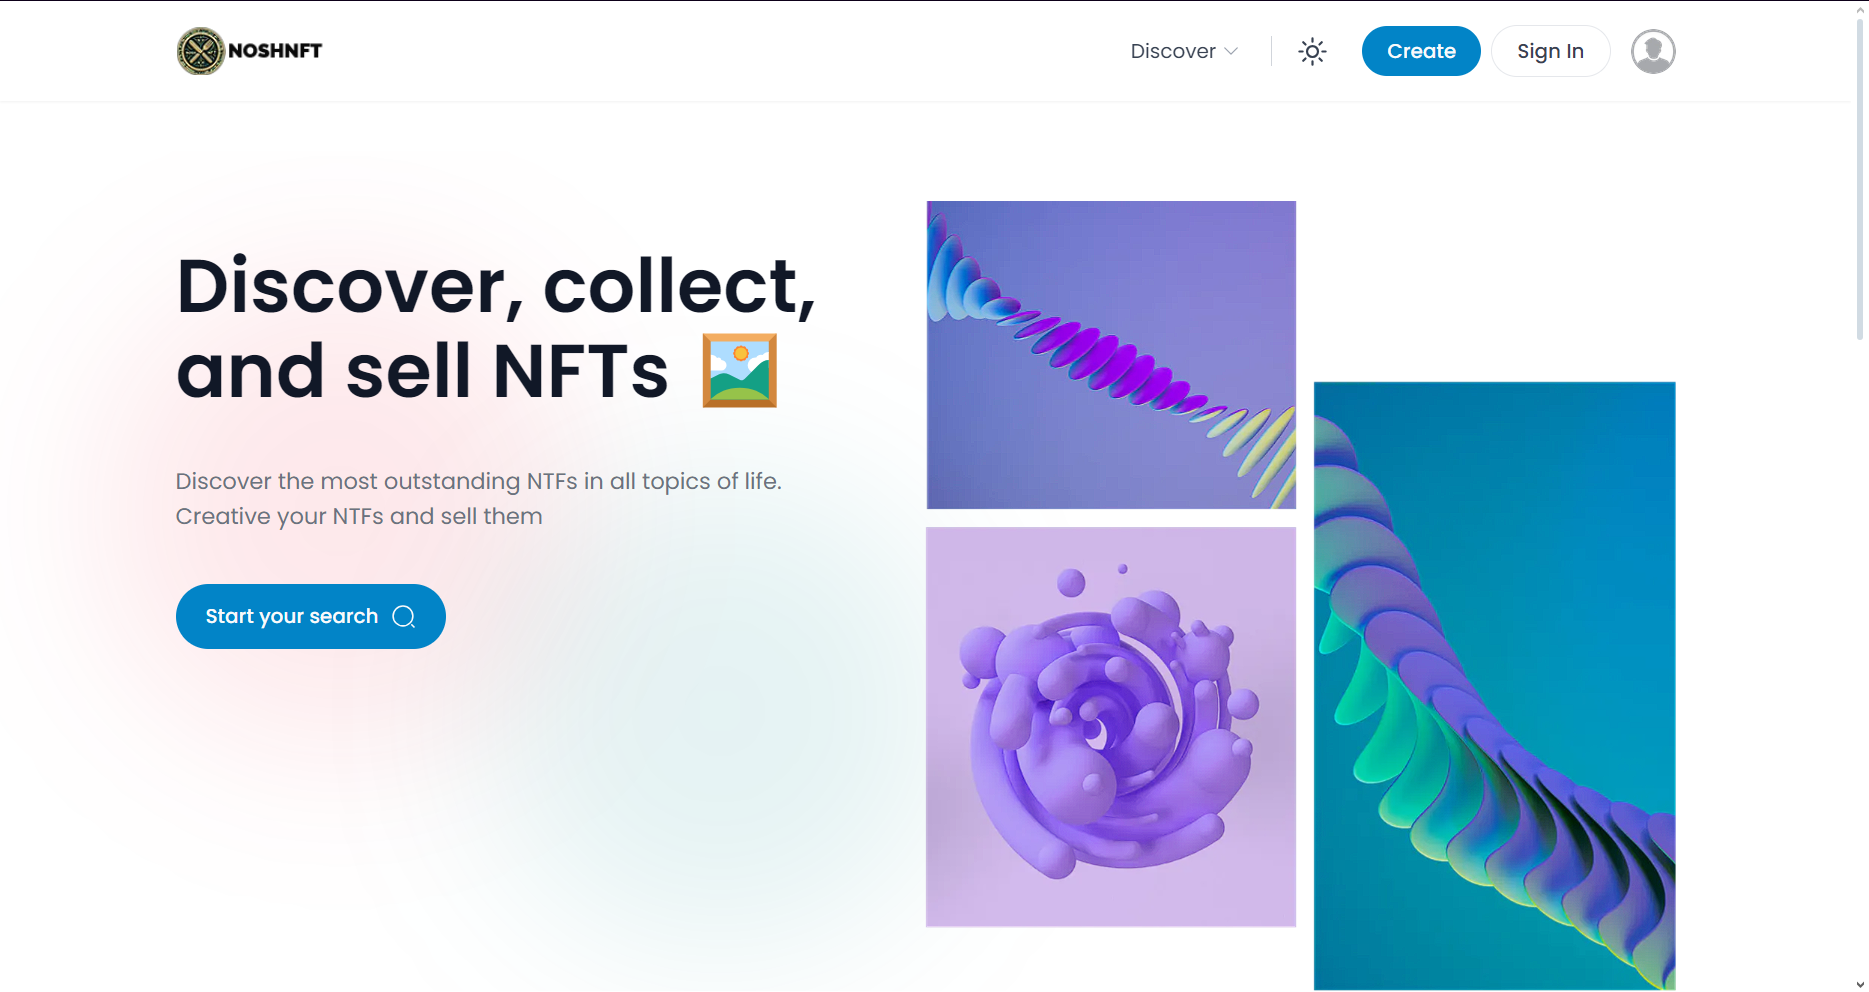 NOSHNFT
Discover
Create
Sign In
Discover, collect,
and sell NFTs
Discover the most outstanding NTFs in all topics of life.
Creative your NTFs and sell them
Start your search